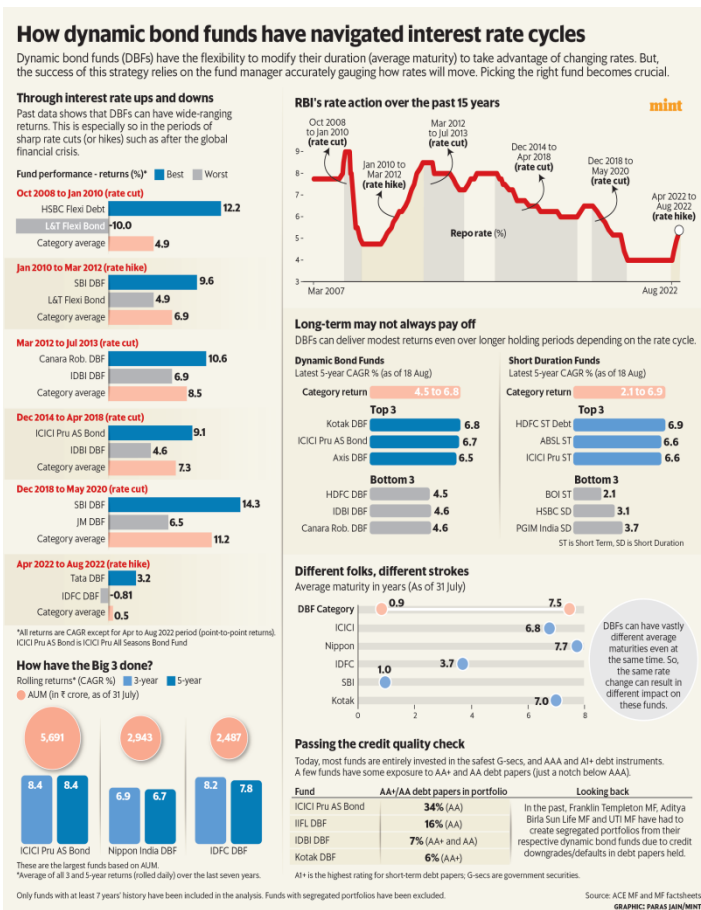 How dynamic bond funds have navigated interest rate cycles
Dynamic bond funds (DBFs) have the flexibility to modify their duration (average maturity) to take advantage of changing rates. But,
the success of this strategy relies on the fund manager accurately gauging how rates will move. Picking the right fund becomes crucial.
Through interest rate ups and downs
Past data shows that DBFs can have wide-ranging
returns. This is especially so in the periods of
sharp rate cuts (or hikes) such as after the global
financial crisis.
Fund performance - returns (%)* Best Worst
Oct 2008 to Jan 2010 (rate cut)
HSBC Flexi Debt 12.2
L&T Flexi Bond -10.0
Category average 4.9
Jan 2010 to Mar 2012 (rate hike)
SBI DBF 9.6
L&T Flexi Bond 4.9
Category average 6.9
Mar 2012 to Jul 2013 (rate cut)
Canara Rob. DBF 10.6
IDBI DBF 6.9
Category average 8.5
Dec 2014 to Apr 2018 (rate cut)
ICICI Pru AS Bond 9.1
IDBI DBF 4.6
Category average 7.3
Dec 2018 to May 2020 (rate cut)
SBI DBF 14.3
JM DBF 6.5
Category average 11.2
Apr 2022 to Aug 2022 (rate hike)
Tata DBF 3.2
IDFC DBF -0.81
Category average 0.5
*All returns are CAGR except for Apr to Aug 2022 period (point-to-point returns).
ICICI Pru AS Bond is ICICI Pru All Seasons Bond Fund
How have the Big 3 done?
Rolling returns* (CAGR %) 3-year 5-year
AUM (in ₹ crore, as of 31 July)
5,691 2,943 2,487
8.4 8.4 6.9 6.7 8.2 7.8
ICICI Pru AS Bond Nippon India DBF IDFC DBF
These are the largest funds based on AUM.
*Average of all 3 and 5-year returns (rolled daily) over the last seven years.
RBI's rate action over the past 15 years
mint
Oct 2008
to Jan 2010
(rate cut)
Jan 2010 to
Mar 2012
(rate hike)
Mar 2012
to Jul 2013
(rate cut)
Dec 2014 to
Apr 2018
(rate cut)
Dec 2018 to
May 2020
(rate cut)
Apr 2022 to
Aug 2022
(rate hike)
9
8
7
6
5
4
3
Repo rate (%)
Mar 2007 Aug 2022
Long-term may not always pay off
DBFs can deliver modest returns even over longer holding periods depending on the rate cycle.
Dynamic Bond Funds
Latest 5-year CAGR % (as of 18 Aug)
Category return 4.5 to 6.8
Top 3
Kotak DBF 6.8
ICICI Pru AS Bond 6.7
Axis DBF 6.5
Bottom 3
HDFC DBF 4.5
IDBI DBF 4.6
Canara Rob. DBF 4.6
Short Duration Funds
Latest 5-year CAGR % (as of 18 Aug)
Category return 2.1 to 6.9
Top 3
HDFC ST Debt 6.9
ABSL ST 6.6
ICICI Pru ST 6.6
Bottom 3
BOI ST 2.1
HSBC SD 3.1
PGIM India SD 3.7
ST is Short Term, SD is Short Duration
Different folks, different strokes
Average maturity in years (As of 31 July)
DBF Category 0.9 7.5
ICICI 6.8
Nippon 7.7
IDFC 3.7
SBI 1.0
Kotak 7.0
0 2 4 6 8
DBFs can have vastly
different average
maturities even at
the same time. So,
the same rate
change can result in
different impact on
these funds.
Passing the credit quality check
Today, most funds are entirely invested in the safest G-secs, and AAA and A1+ debt instruments.
A few funds have some exposure to AA+ and AA debt papers (just a notch below AAA).
Fund AA+/AA debt papers in portfolio Looking back
ICICI Pru AS Bond 34% (AA)
IIFL DBF 16% (AA)
IDBI DBF 7% (AA+ and AA)
Kotak DBF 6% (AA+)
In the past, Franklin Templeton MF, Aditya
Birla Sun Life MF and UTI MF have had to
create segregated portfolios from their
respective dynamic bond funds due to credit
downgrades/defaults in debt papers held.
A1+ is the highest rating for short-term debt papers; G-secs are government securities.
Only funds with at least 7 years' history have been included in the analysis. Funds with segregated portfolios have been excluded.
Source: ACE MF and MF factsheets
GRAPHIC: PARAS JAIN/MINT